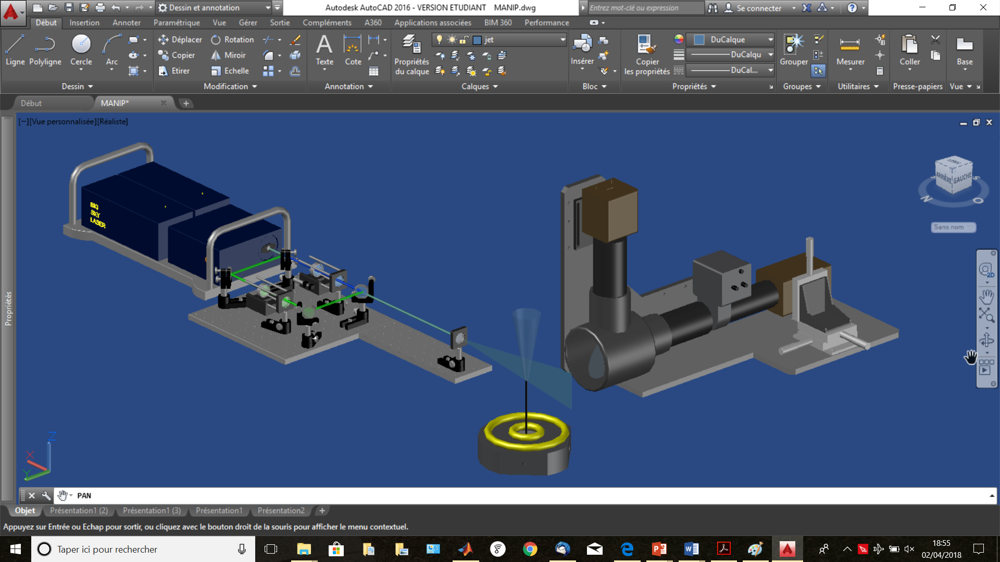 Dessin et annotation
Autodesk AutoCAD 2016 - VERSION ETUDIANT MANIP.dwg
Entrez mot-clé ou expression
Se connecter
Début Insertion Annoter Paramétrique Vue Gérer Sortie Compléments A360 Applications associées BIM 360 Performance
Ligne Polyligne Cercle Arc
Déplacer Rotation
Copier Miroir
Etirer Echelle
Texte Cote
Propriétés
du calque
jet
Insérer
Copier
les propriétés
DuCalque
DuCalqu
DuCal...
Grouper
Mesurer
Coller
Base
Dessin Modification Annotation Calques Bloc Propriétés Groupes Utilitaires Presse-papiers Vue
Début MANIP*
[−][Vue personnalisée][Réaliste]
BIG
SKY
LASER
ARRIÈRE GAUCHE
N O S
Sans nom
2D
Propriétés
Z
X
Y
PAN
Objet Présentation1 (2) Présentation1 (3) Présentation1 Présentation2
Appuyez sur Entrée ou Echap pour sortir, ou cliquez avec le bouton droit de la souris pour afficher le menu contextuel.
Taper ici pour rechercher
18:55
02/04/2018